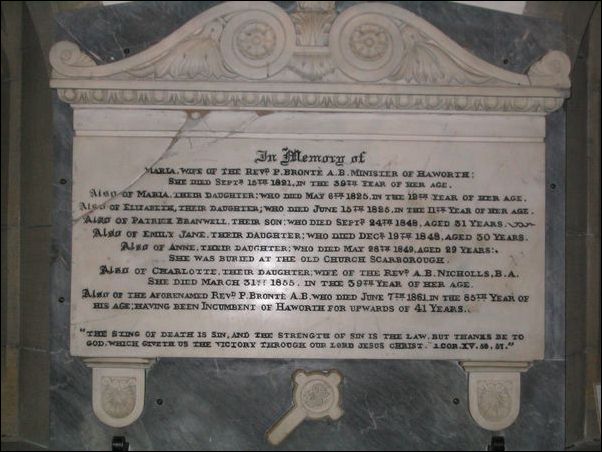 In Memory of
MARIA, WIFE OF THE REVD. P. BRONTË A.B. MINISTER OF HAWORTH:
SHE DIED SEPTR. 15TH 1821, IN THE 39TH YEAR OF HER AGE.
Also OF MARIA, THEIR DAUGHTER; WHO DIED MAY 6TH 1825, IN THE 12TH YEAR OF HER AGE.
Also OF ELIZABETH, THEIR DAUGHTER; WHO DIED JUNE 15TH 1825, IN THE 11TH YEAR OF HER AGE.
Also OF PATRICK BRANWELL, THEIR SON; WHO DIED SEPTR. 24TH 1848, AGED 31 YEARS.
Also OF EMILY JANE, THEIR DAUGHTER; WHO DIED DECR. 19TH 1848, AGED 30 YEARS.
Also OF ANNE, THEIR DAUGHTER; WHO DIED MAY 28TH 1849, AGED 29 YEARS:
SHE WAS BURIED AT THE OLD CHURCH SCARBOROUGH.
Also OF CHARLOTTE, THEIR DAUGHTER, WIFE OF THE REVD. A.B. NICHOLLS, B.A.
SHE DIED MARCH 31ST 1855, IN THE 39TH YEAR OF HER AGE.
Also OF THE AFORENAMED REVD. P. BRONTË A.B. WHO DIED JUNE 7TH 1861, IN THE 85TH YEAR OF
HIS AGE; HAVING BEEN INCUMBENT OF HAWORTH FOR UPWARDS OF 41 YEARS.
"THE STING OF DEATH IS SIN, AND THE STRENGTH OF SIN IS THE LAW, BUT THANKS BE TO
GOD, WHICH GIVETH US THE VICTORY THROUGH OUR LORD JESUS CHRIST. 1.COR.XV.56,57."